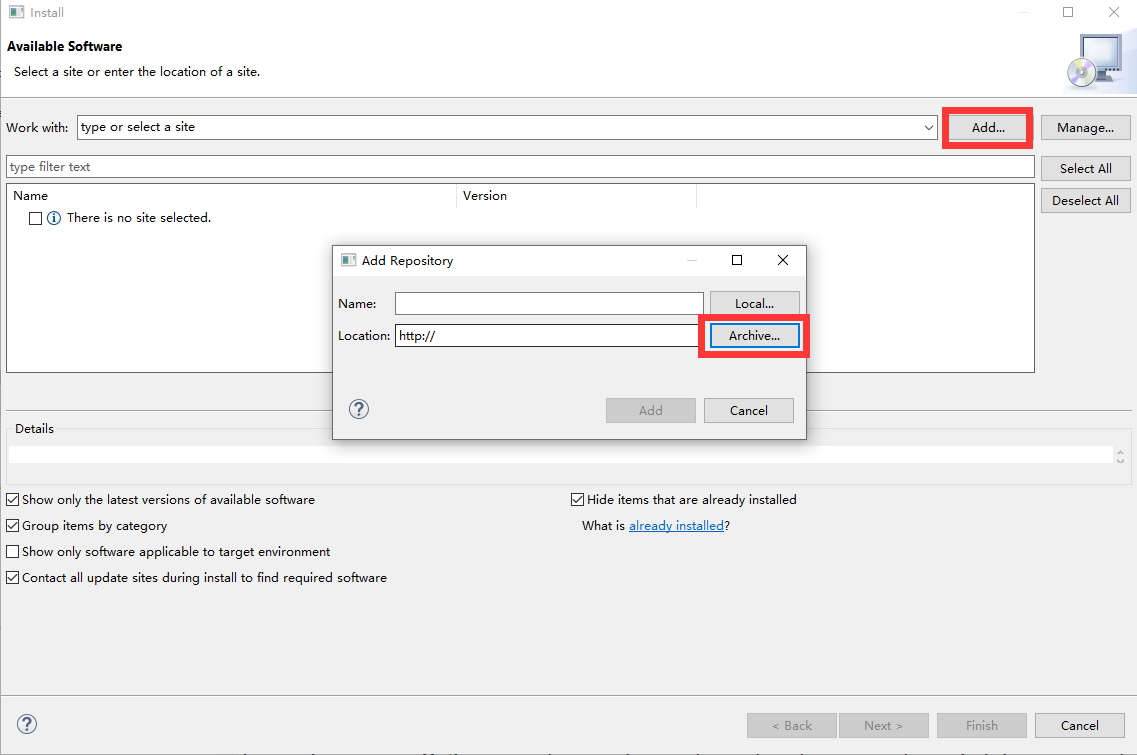 Install
Available Software
Select a site or enter the location of a site.
Work with: type or select a site Add... Manage...
type filter text Select All
Name Version Deselect All
There is no site selected.
Add Repository
Name: Local...
Location: http:// Archive...
? Add Cancel
Details
Show only the latest versions of available software Hide items that are already installed
Group items by category What is already installed?
Show only software applicable to target environment
Contact all update sites during install to find required software
? < Back Next > Finish Cancel